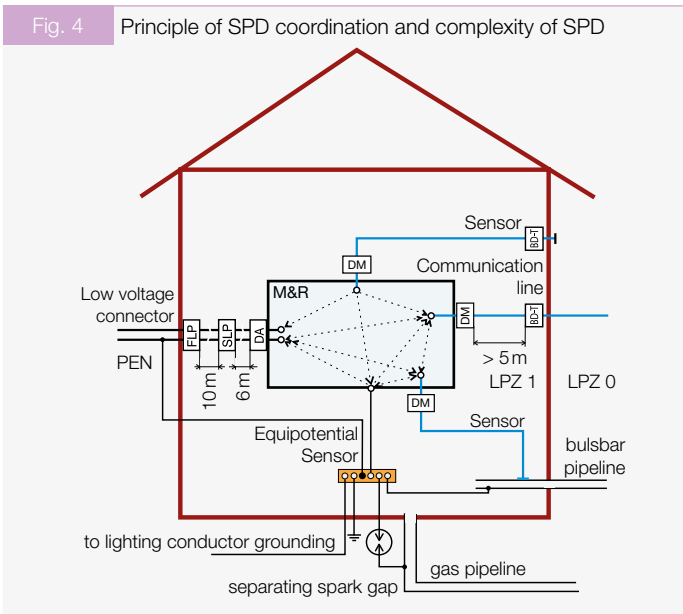 Fig. 4
Principle of SPD coordination and complexity of SPD
Sensor
BD-T
DM
Communication
line
M&R
Low voltage
connector
FLP
SLP
DA
DM
BD-T
PEN
10 m
6 m
> 5 m
LPZ 1
LPZ 0
DM
Sensor
Equipotential
Sensor
bulsbar
pipeline
to lighting conductor grounding
gas pipeline
separating spark gap